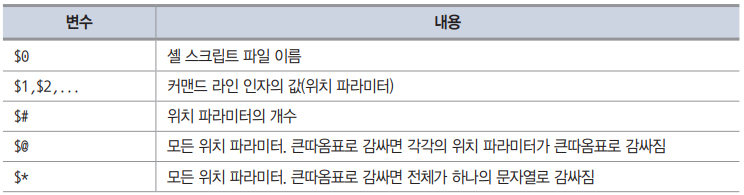 변수 내용
$0 셸 스크립트 파일 이름
$1,$2,... 커맨드 라인 인자의 값(위치 파라미터)
$# 위치 파라미터의 개수
$@ 모든 위치 파라미터. 큰따옴표로 감싸면 각각의 위치 파라미터가 큰따옴표로 감싸짐
$* 모든 위치 파라미터. 큰따옴표로 감싸면 전체가 하나의 문자열로 감싸짐